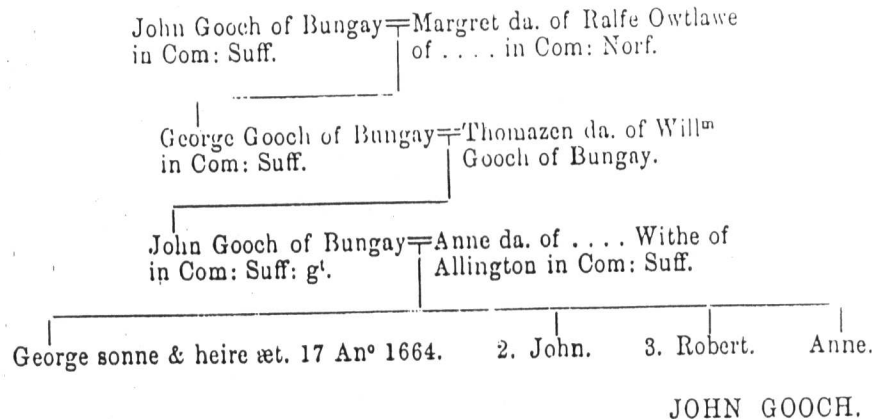 John Gooch of Bungay=Margret da. of Ralfe Owtlawe
in Com: Suff. of .... in Com: Norf.
George Gooch of Bungay=Thomazen da. of Willᵐ
in Com: Suff. Gooch of Bungay.
John Gooch of Bungay=Anne da. of .... Withe of
in Com: Suff: gᵗ. Allington in Com: Suff.
George sonne & heire æt. 17 Anº 1664. 2. John. 3. Robert. Anne.
JOHN GOOCH.